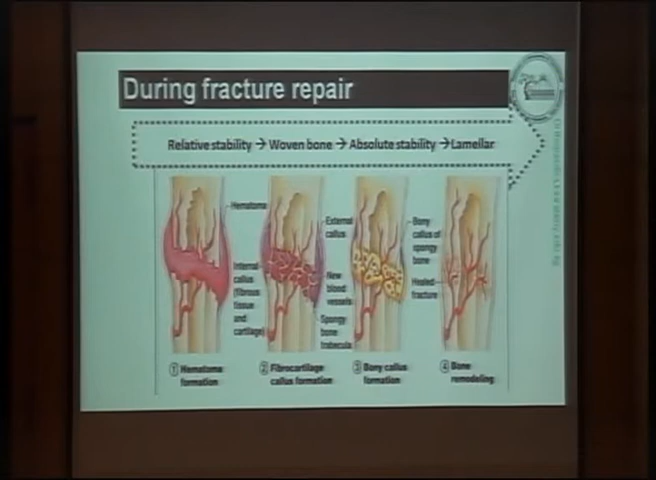 During fracture repair
Relative stability → Woven bone → Absolute stability → Lamellar
Hematoma
Internal
callus
(fibrous
tissue
and
cartilage)
External
callus
New
blood
vessels
Spongy
bone
trabecula
Bony
callus of
spongy
bone
Healed
fracture
① Hematoma
formation
② Fibrocartilage
callus formation
③ Bony callus
formation
④ Bone
remodeling